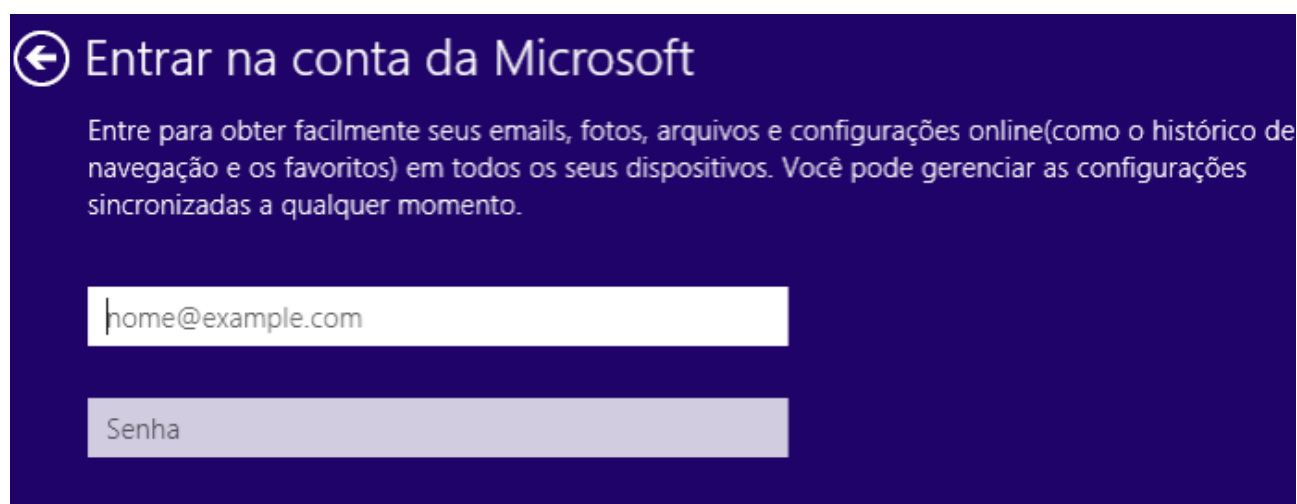 Entrar na conta da Microsoft
Entre para obter facilmente seus emails, fotos, arquivos e configurações online(como o histórico de
navegação e os favoritos) em todos os seus dispositivos. Você pode gerenciar as configurações
sincronizadas a qualquer momento.
nome@example.com
Senha